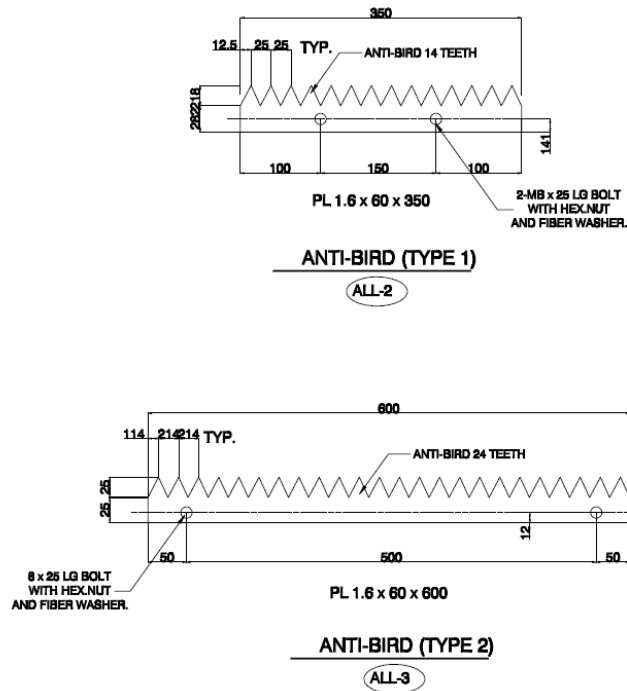 350
12.5 25 25 TYP.
ANTI-BIRD 14 TEETH
218
282
141
100 150 100
PL 1.6 x 60 x 350
2-M8 x 25 LG BOLT
WITH HEX.NUT
AND FIBER WASHER.
ANTI-BIRD (TYPE 1)
ALL-2
600
114 214 214 TYP.
ANTI-BIRD 24 TEETH
25
25
12
50 500 50
8 x 25 LG BOLT
WITH HEX.NUT
AND FIBER WASHER.
PL 1.6 x 60 x 600
ANTI-BIRD (TYPE 2)
ALL-3